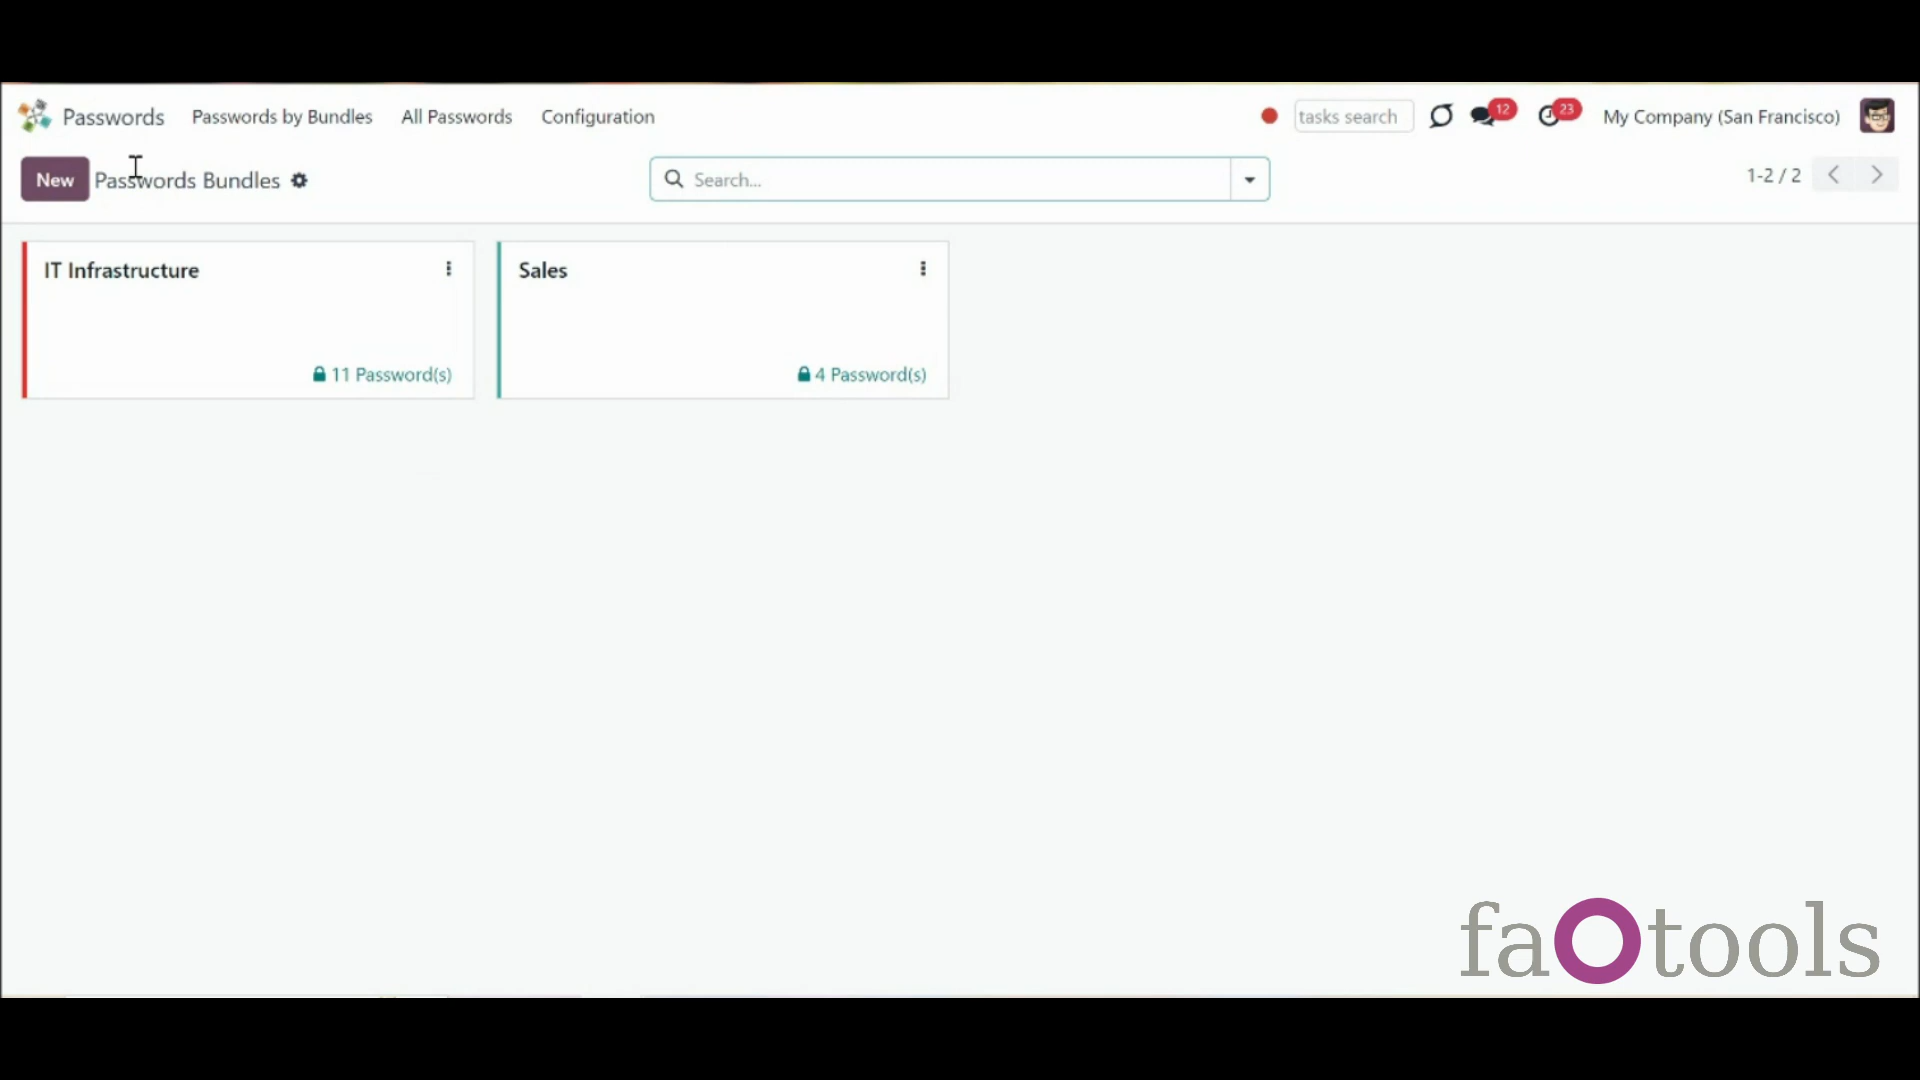 Passwords Passwords by Bundles All Passwords Configuration tasks search 12 23 My Company (San Francisco)
New Passwords Bundles Search... 1-2 / 2
IT Infrastructure Sales
11 Password(s) 4 Password(s)
faOtools